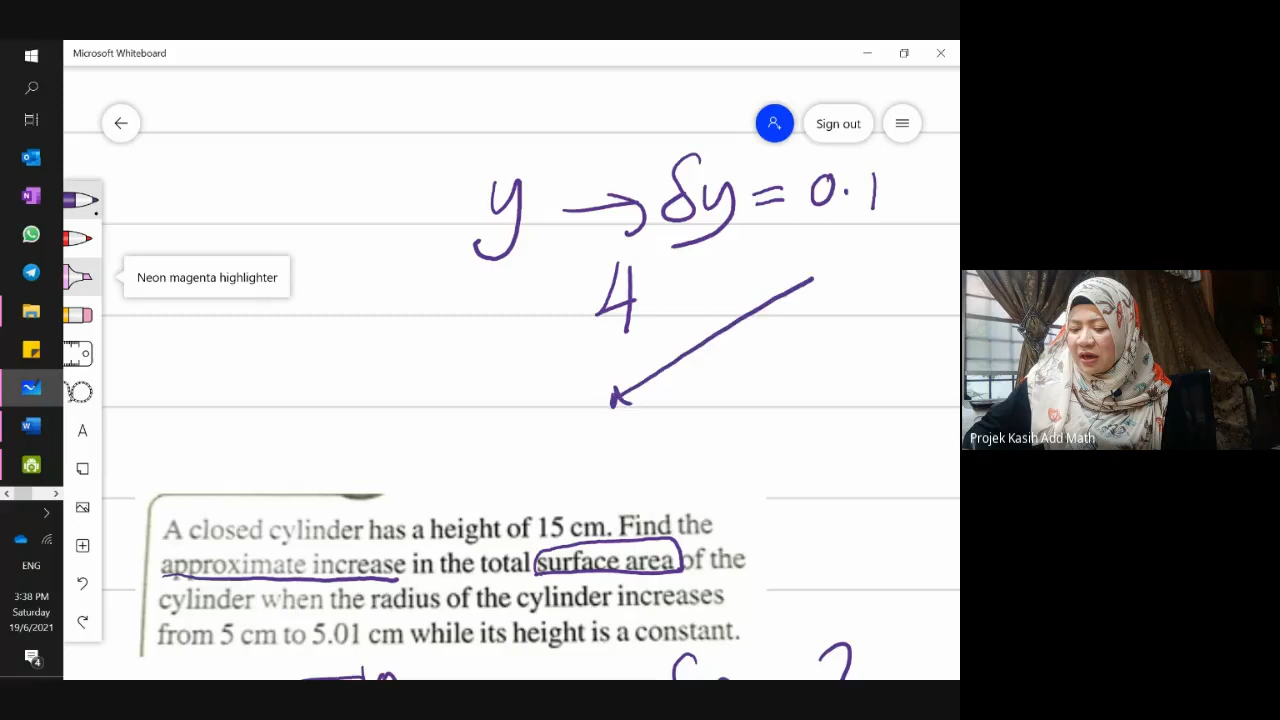 Microsoft Whiteboard
Sign out
y → δy = 0.1
4
Neon magenta highlighter
A closed cylinder has a height of 15 cm. Find the
approximate increase in the total surface area of the
cylinder when the radius of the cylinder increases
from 5 cm to 5.01 cm while its height is a constant.
Projek Kasih Add Math
A
ENG
3:38 PM
Saturday
19/6/2021
4
?